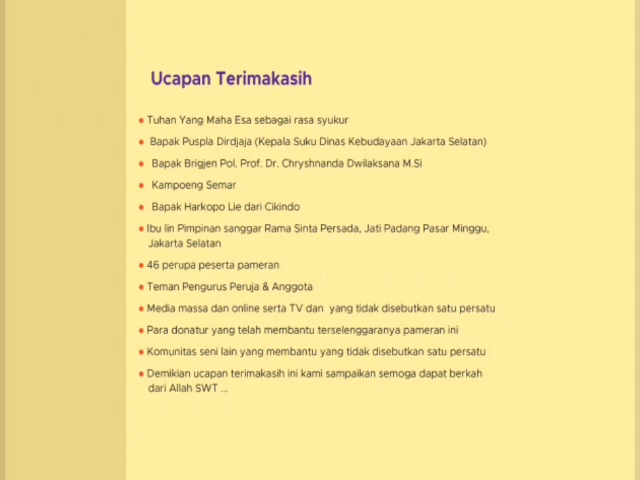 Ucapan Terimakasih
• Tuhan Yang Maha Esa sebagai rasa syukur
• Bapak Puspla Dirdjaja (Kepala Suku Dinas Kebudayaan Jakarta Selatan)
• Bapak Brigjen Pol. Prof. Dr. Chryshnanda Dwilaksana M.Si
• Kampoeng Semar
• Bapak Harkopo Lie dari Cikindo
• Ibu Iin Pimpinan sanggar Rama Sinta Persada, Jati Padang Pasar Minggu,
Jakarta Selatan
• 46 perupa peserta pameran
• Teman Pengurus Peruja & Anggota
• Media massa dan online serta TV dan yang tidak disebutkan satu persatu
• Para donatur yang telah membantu terselenggaranya pameran ini
• Komunitas seni lain yang membantu yang tidak disebutkan satu persatu
• Demikian ucapan terimakasih ini kami sampaikan semoga dapat berkah
dari Allah SWT ...